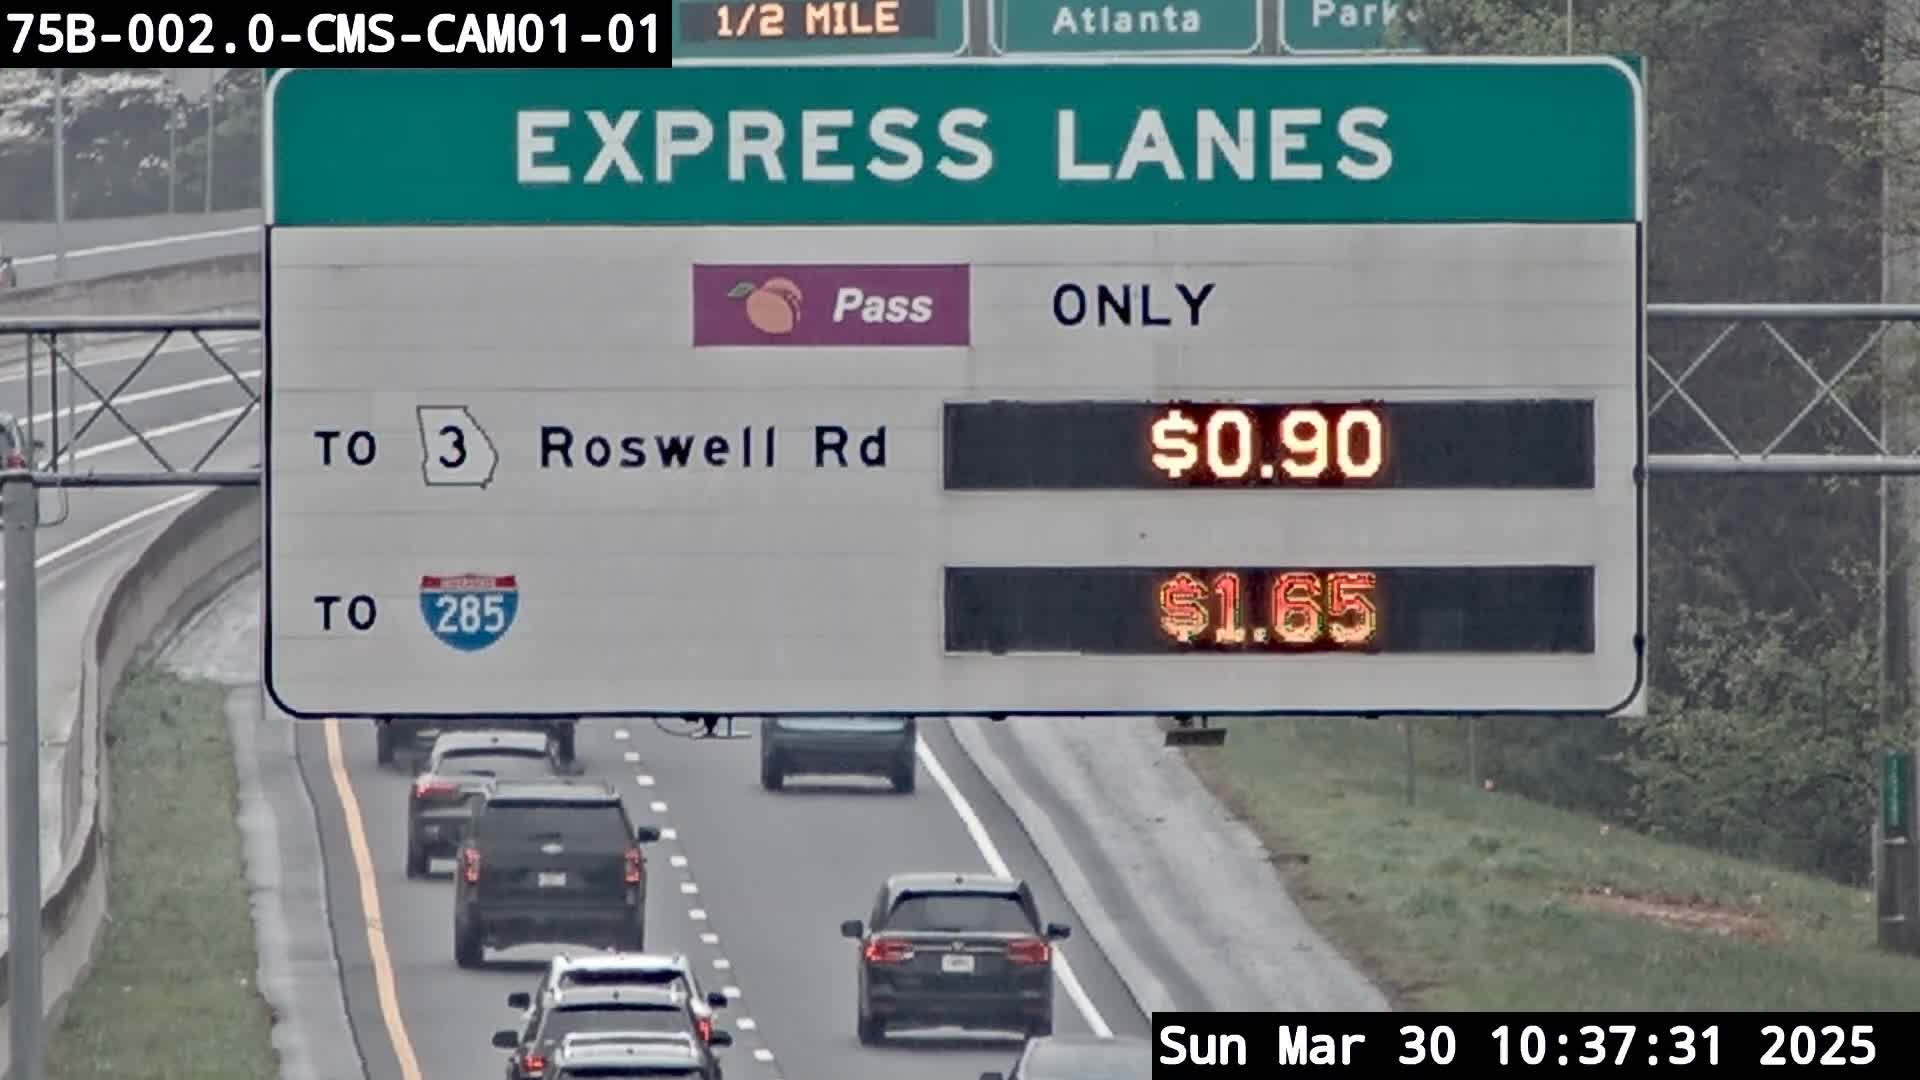 75B-002.0-CMS-CAM01-01
1/2 MILE
Atlanta
Park
EXPRESS LANES
Pass ONLY
TO 3 Roswell Rd $0.90
TO 285 $1.65
Sun Mar 30 10:37:31 2025